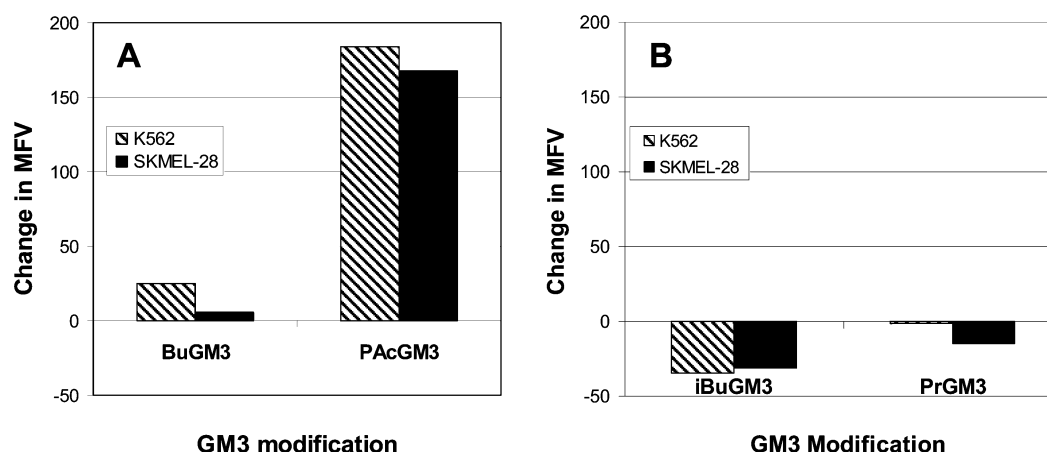 A
200
150
100
50
0
-50
Change in MFV
K562
SKMEL-28
BuGM3 PAcGM3
GM3 modification
B
200
150
100
50
0
-50
Change in MFV
K562
SKMEL-28
iBuGM3 PrGM3
GM3 Modification